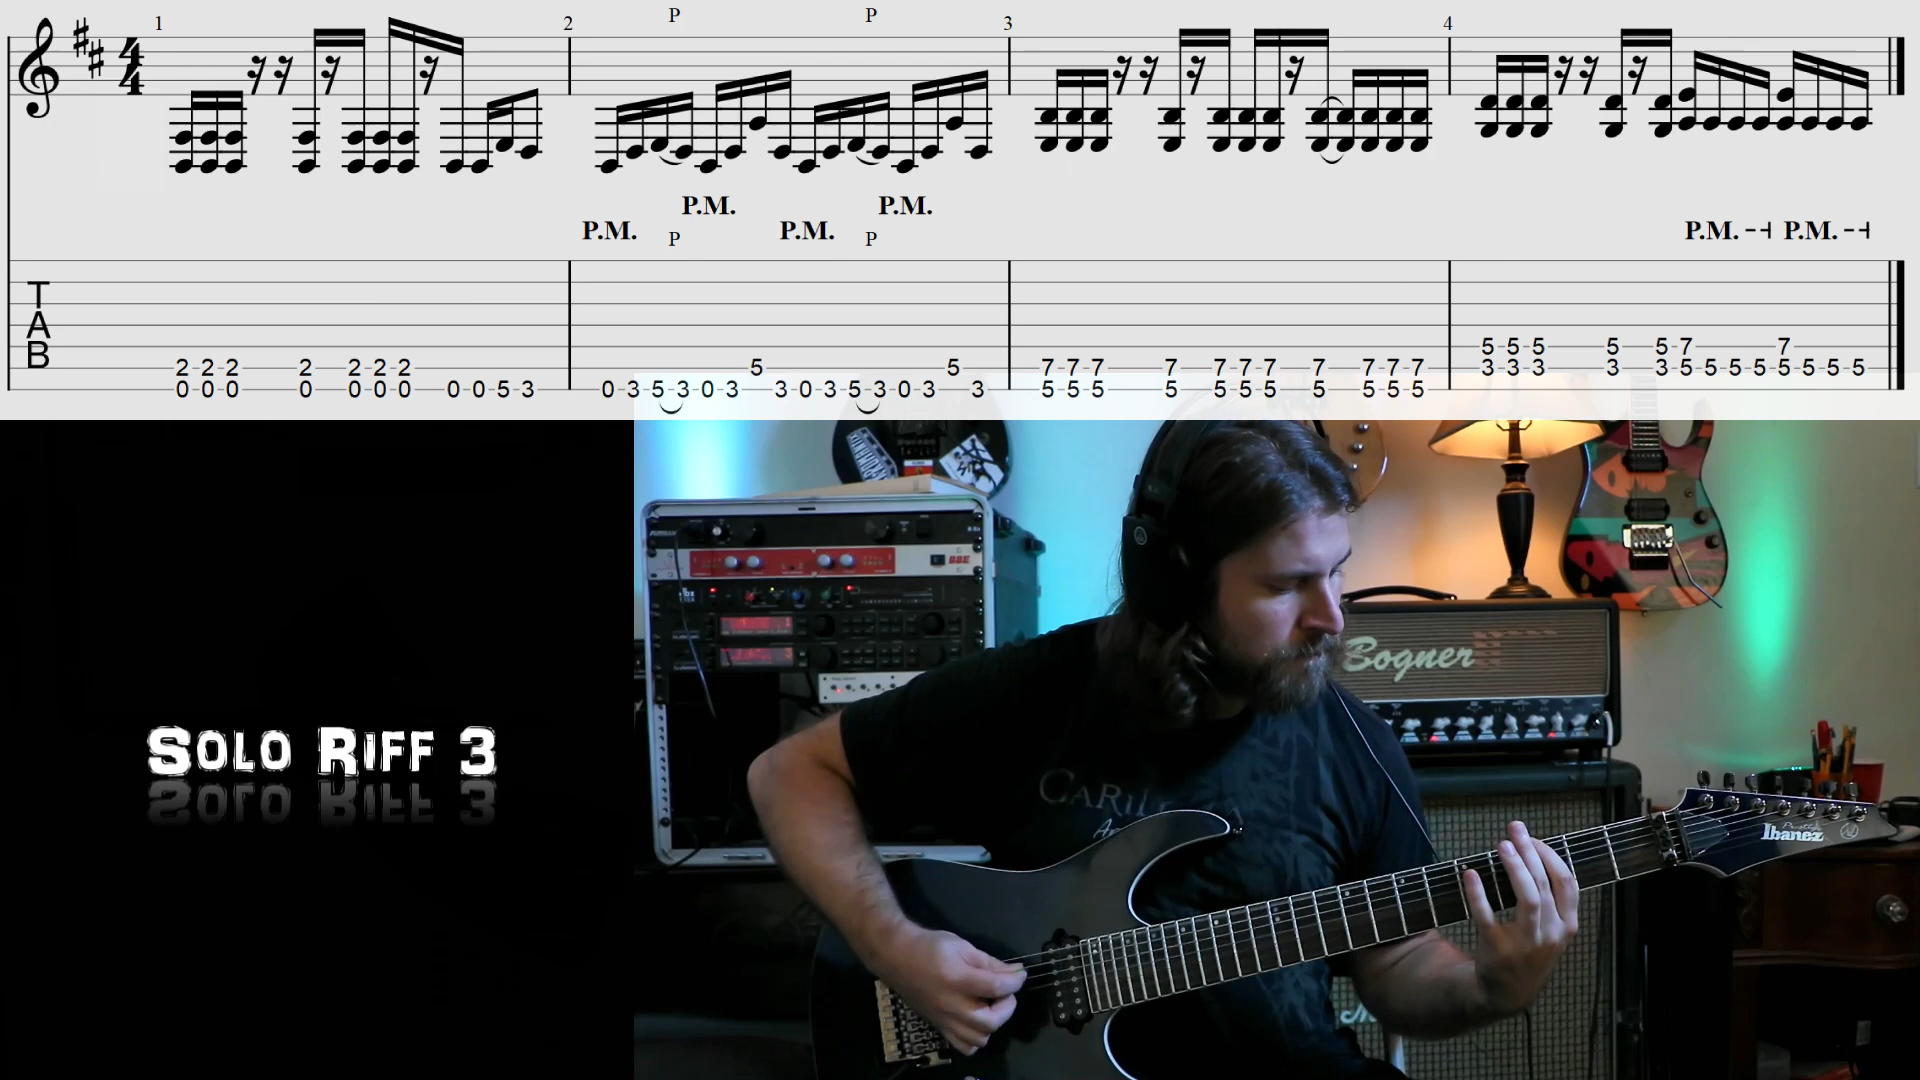 1 2 3 4
P P
4
4
P.M. P.M. P.M. P.M. P.M. P.M.
P P
T
A
B
5 5 5 5 5 7 7
2 2 2 2 2 2 2 5 5 7 7 7 7 7 7 7 7 7 7 7 3 3 3 3 3 5 5 5 5 5 5 5 5
0 0 0 0 0 0 0 0 0 5 3 0 3 5 3 0 3 3 0 3 5 3 0 3 3 5 5 5 5 5 5 5 5 5 5 5
BBE
Bogner
Solo Riff 3
Ibanez